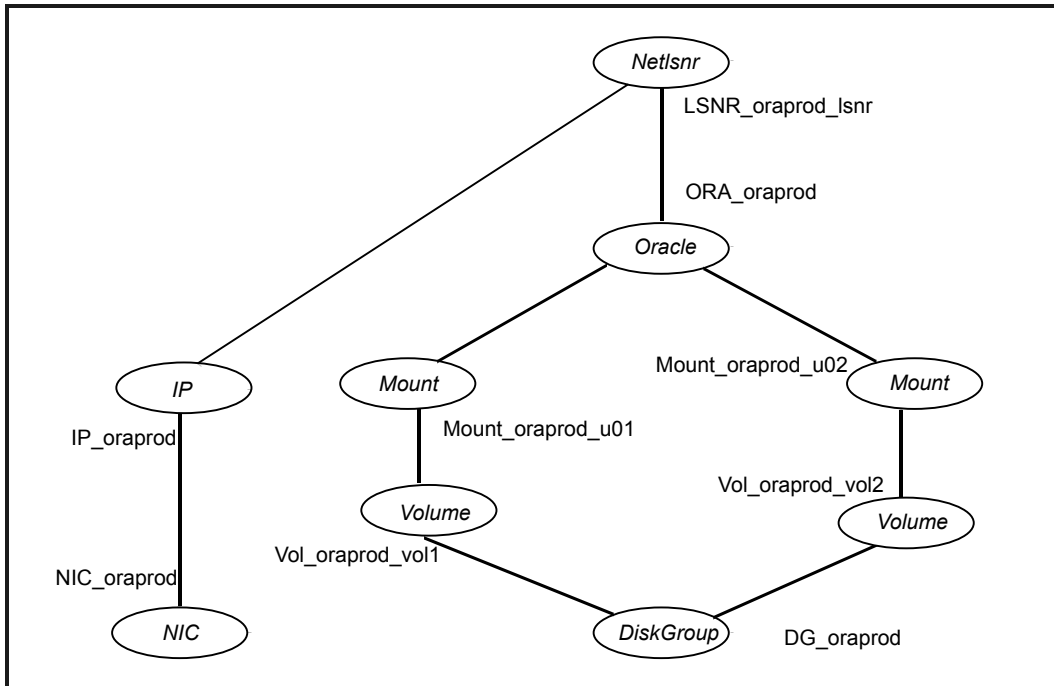 Netlsnr
LSNR_oraprod_lsnr
ORA_oraprod
Oracle
Mount_oraprod_u02
IP
Mount
Mount
IP_oraprod
Mount_oraprod_u01
Vol_oraprod_vol2
Volume
Volume
Vol_oraprod_vol1
NIC_oraprod
NIC
DiskGroup
DG_oraprod